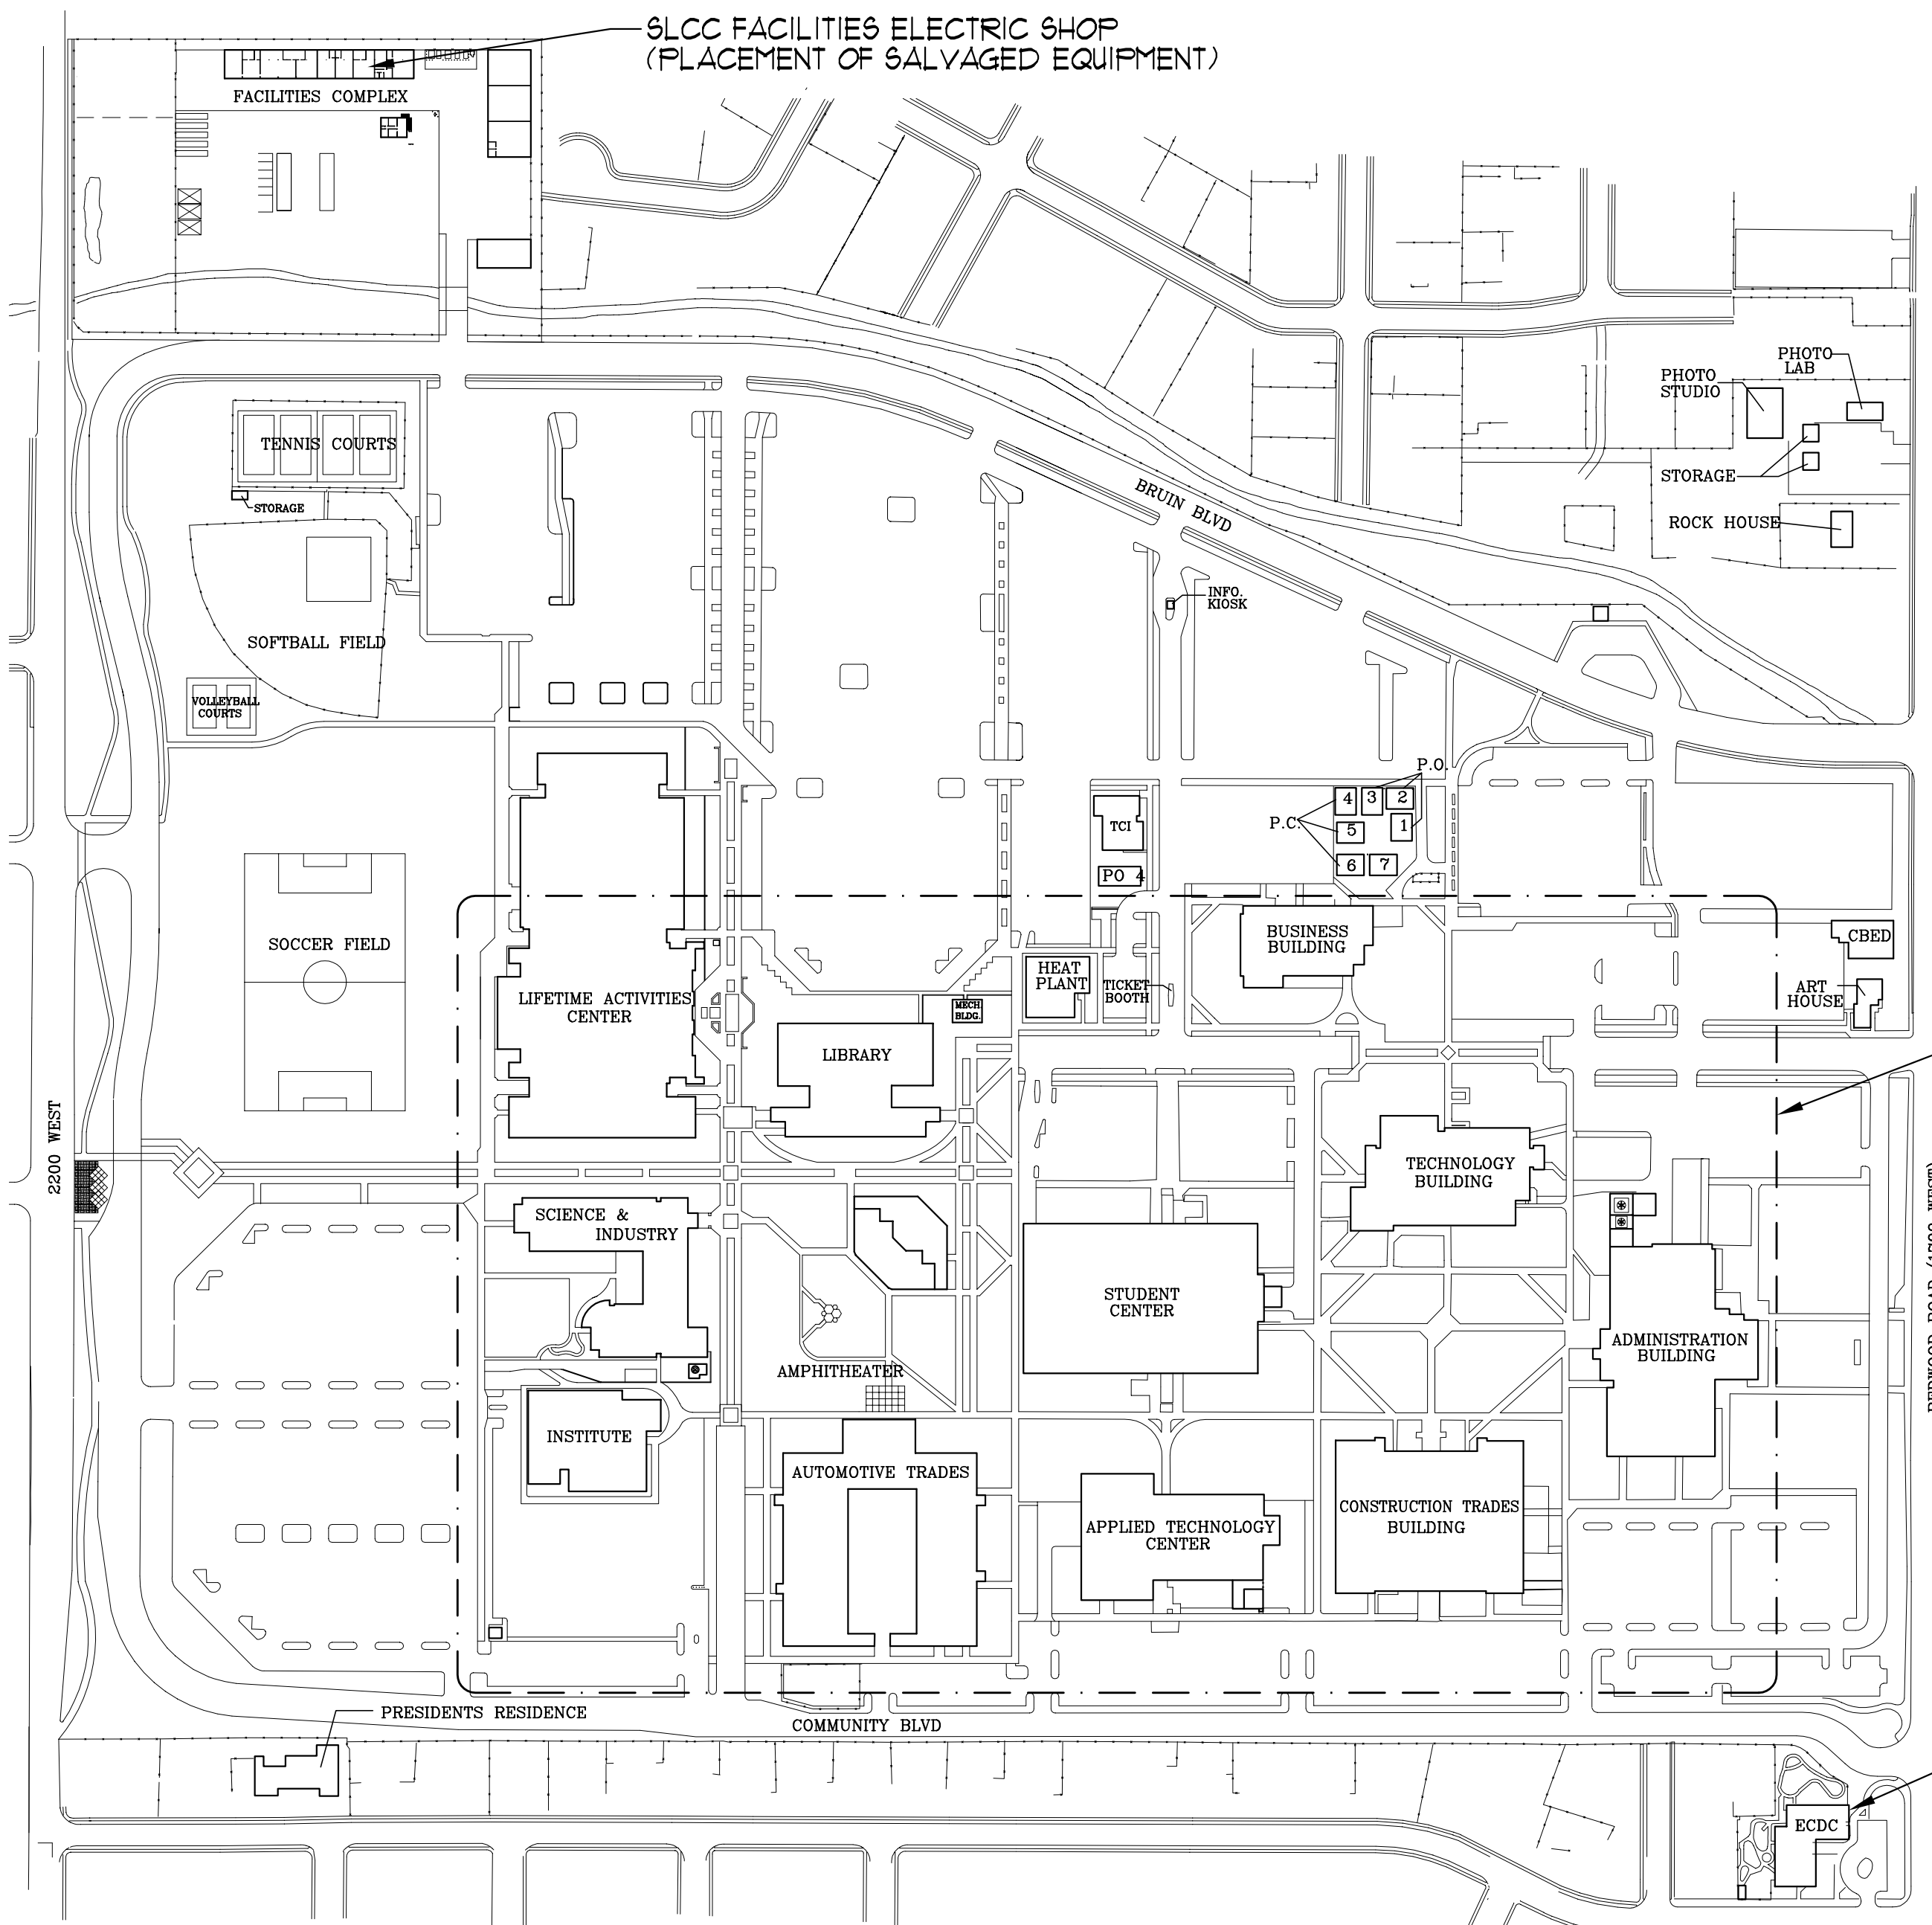 SLCC FACILITIES ELECTRIC SHOP
(PLACEMENT OF SALVAGED EQUIPMENT)
FACILITIES COMPLEX
PHOTO
LAB
PHOTO
STUDIO
STORAGE
ROCK HOUSE
TENNIS COURTS
STORAGE
BRUIN BLVD
INFO.
KIOSK
SOFTBALL FIELD
VOLLEYBALL
COURTS
P.O.
P.C.
4
3
2
1
5
6
7
TCI
PO 4
SOCCER FIELD
LIFETIME ACTIVITIES
CENTER
BUSINESS
BUILDING
CBED
HEAT
PLANT
TICKET
BOOTH
MECH.
BLDG.
ART
HOUSE
LIBRARY
2200 WEST
TECHNOLOGY
BUILDING
SCIENCE &
INDUSTRY
STUDENT
CENTER
ADMINISTRATION
BUILDING
AMPHITHEATER
INSTITUTE
AUTOMOTIVE TRADES
APPLIED TECHNOLOGY
CENTER
CONSTRUCTION TRADES
BUILDING
PRESIDENTS RESIDENCE
COMMUNITY BLVD
ECDC